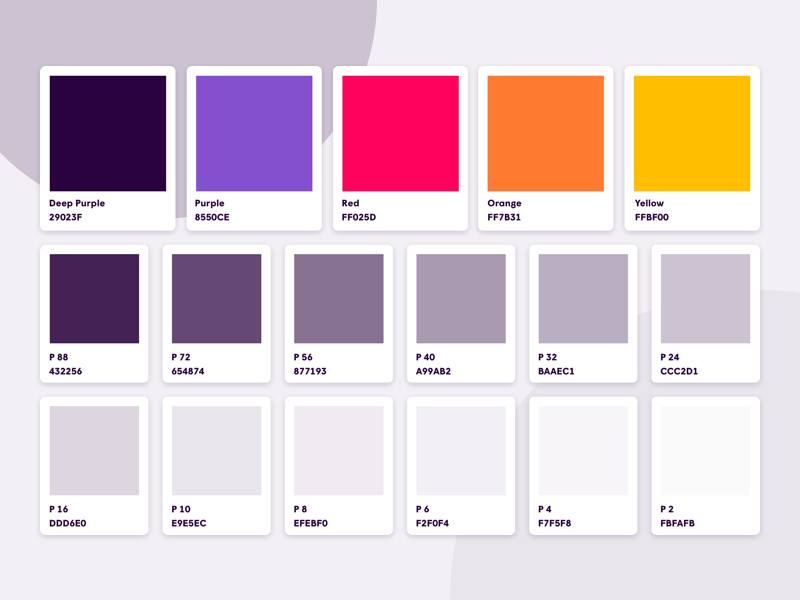 Deep Purple
29023F
Purple
8550CE
Red
FF025D
Orange
FF7B31
Yellow
FFBF00
P 88
432256
P 72
654874
P 56
877193
P 40
A99AB2
P 32
BAAEC1
P 24
CCC2D1
P 16
DDD6E0
P 10
E9E5EC
P 8
EFEBF0
P 6
F2F0F4
P 4
F7F5F8
P 2
FBFAFB